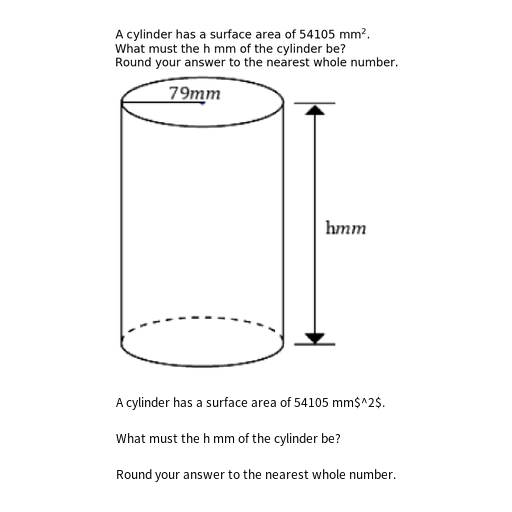 A cylinder has a surface area of 54105 mm².
What must the h mm of the cylinder be?
Round your answer to the nearest whole number.
79mm
hmm
A cylinder has a surface area of 54105 mm$^2$.
What must the h mm of the cylinder be?
Round your answer to the nearest whole number.